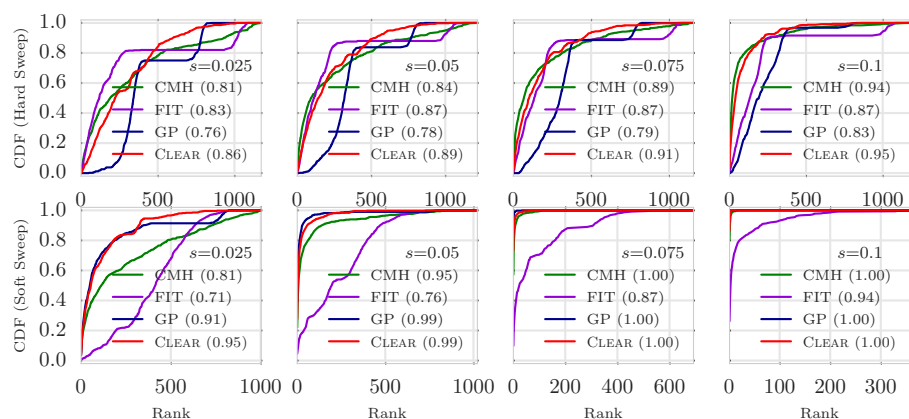 CDF (Hard Sweep)
1.0
0.8
0.6
0.4
0.2
0.0
s=0.025
CMH (0.81)
FIT (0.83)
GP (0.76)
CLEAR (0.86)
0 500 1000
s=0.05
CMH (0.84)
FIT (0.87)
GP (0.78)
CLEAR (0.89)
0 500 1000
s=0.075
CMH (0.89)
FIT (0.87)
GP (0.79)
CLEAR (0.91)
0 500 1000
s=0.1
CMH (0.94)
FIT (0.87)
GP (0.83)
CLEAR (0.95)
0 500 1000
CDF (Soft Sweep)
1.0
0.8
0.6
0.4
0.2
0.0
s=0.025
CMH (0.81)
FIT (0.71)
GP (0.91)
CLEAR (0.95)
0 500 1000
Rank
s=0.05
CMH (0.95)
FIT (0.76)
GP (0.99)
CLEAR (0.99)
0 500 1000
Rank
s=0.075
CMH (1.00)
FIT (0.87)
GP (1.00)
CLEAR (1.00)
0 200 400 600
Rank
s=0.1
CMH (1.00)
FIT (0.94)
GP (1.00)
CLEAR (1.00)
0 100 200 300
Rank